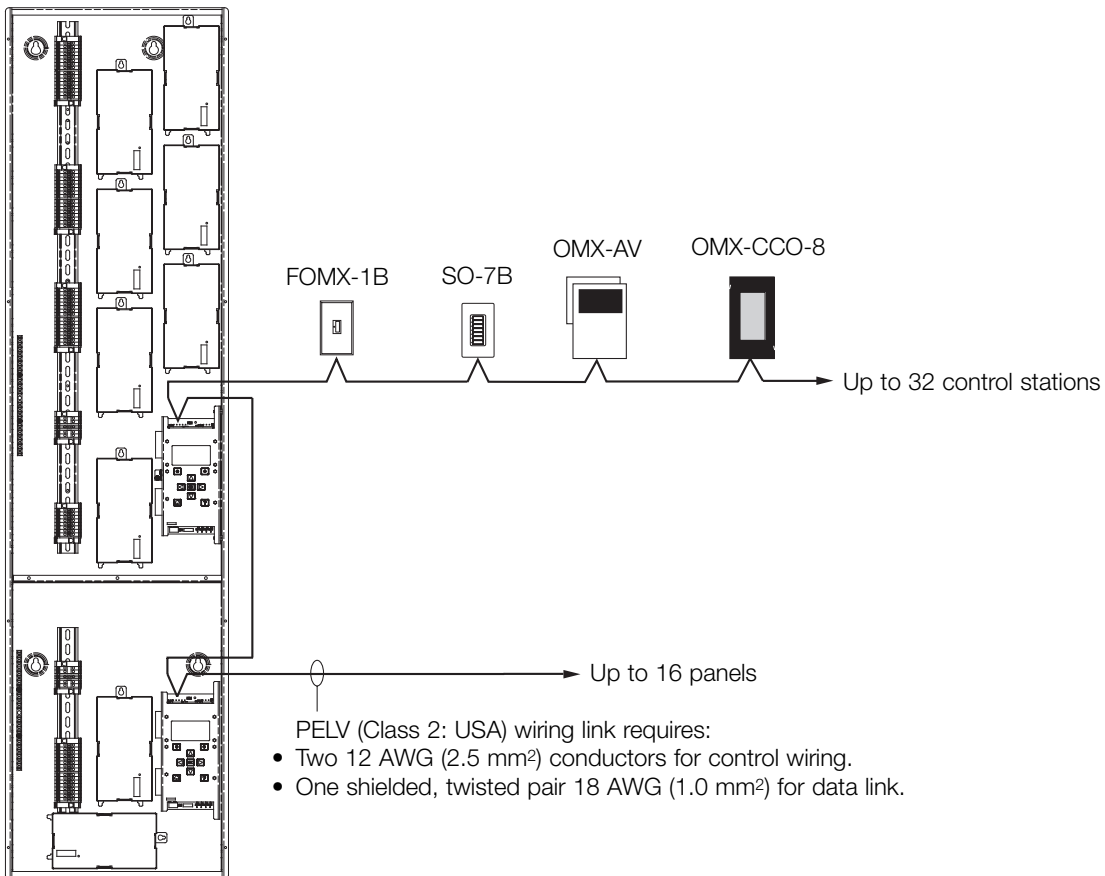 FOMX-1B
SO-7B
OMX-AV
OMX-CCO-8
Up to 32 control stations
Up to 16 panels
PELV (Class 2: USA) wiring link requires:
• Two 12 AWG (2.5 mm²) conductors for control wiring.
• One shielded, twisted pair 18 AWG (1.0 mm²) for data link.